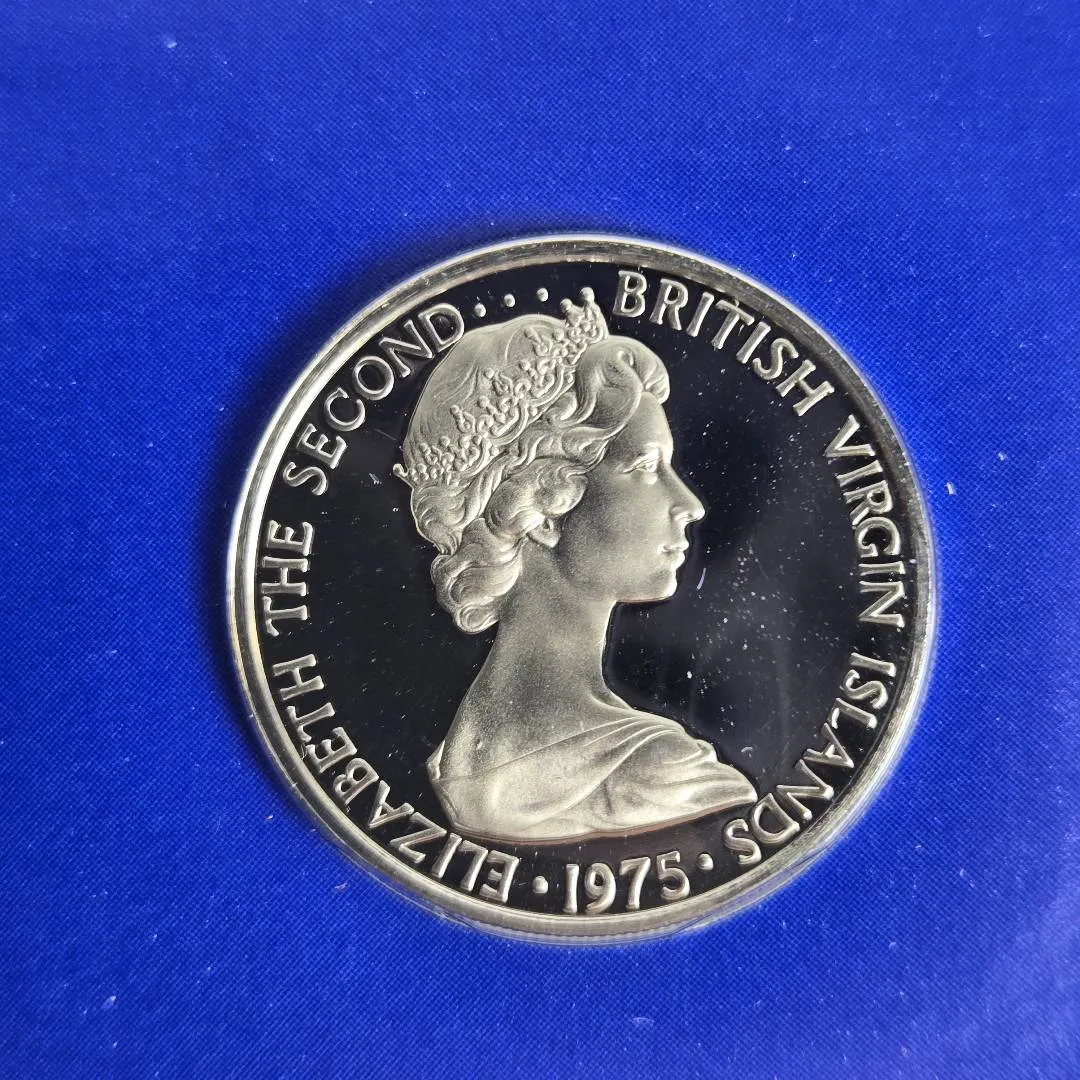 ELIZABETH THE SECOND.... BRITISH VIRGIN ISLANDS
· 1975 ·